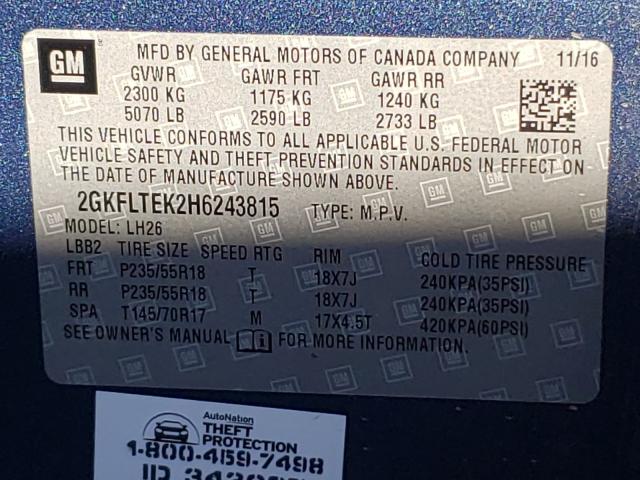 GM
MFD BY GENERAL MOTORS OF CANADA COMPANY 11/16
GVWR GAWR FRT GAWR RR
2300 KG 1175 KG 1240 KG
5070 LB 2590 LB 2733 LB
THIS VEHICLE CONFORMS TO ALL APPLICABLE U.S. FEDERAL MOTOR
VEHICLE SAFETY AND THEFT PREVENTION STANDARDS IN EFFECT ON
THE DATE OF MANUFACTURE SHOWN ABOVE.
2GKFLTEK2H6243815 TYPE: M.P.V.
MODEL: LH26
LBB2 TIRE SIZE SPEED RTG RIM COLD TIRE PRESSURE
FRT P235/55R18 T 18X7J 240KPA(35PSI)
RR P235/55R18 T 18X7J 240KPA(35PSI)
SPA T145/70R17 M 17X4.5T 420KPA(60PSI)
SEE OWNER'S MANUAL FOR MORE INFORMATION.
AutoNation
THEFT
PROTECTION
1-800-459-7498
ID